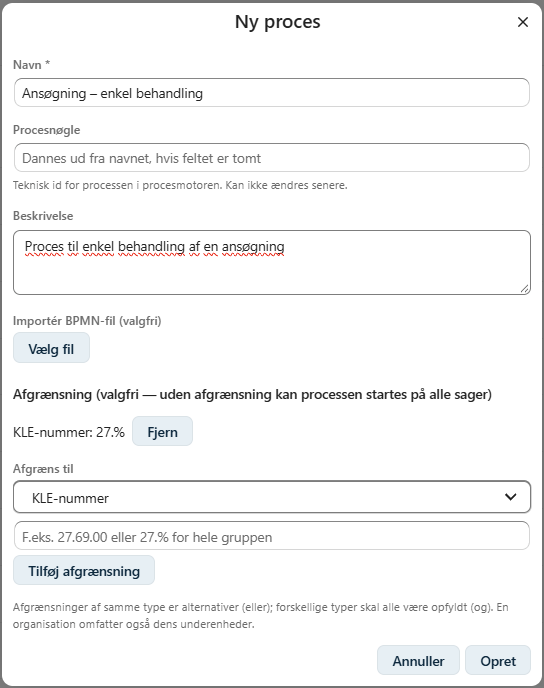 Ny proces
Navn *
Ansøgning – enkel behandling
Procesnøgle
Dannes ud fra navnet, hvis feltet er tomt
Teknisk id for processen i procesmotoren. Kan ikke ændres senere.
Beskrivelse
Proces til enkel behandling af en ansøgning
Importér BPMN-fil (valgfri)
Vælg fil
Afgrænsning (valgfri — uden afgrænsning kan processen startes på alle sager)
KLE-nummer: 27.% Fjern
Afgræns til
KLE-nummer
F.eks. 27.69.00 eller 27.% for hele gruppen
Tilføj afgrænsning
Afgrænsninger af samme type er alternativer (eller); forskellige typer skal alle være opfyldt (og). En
organisation omfatter også dens underenheder.
Annuller Opret